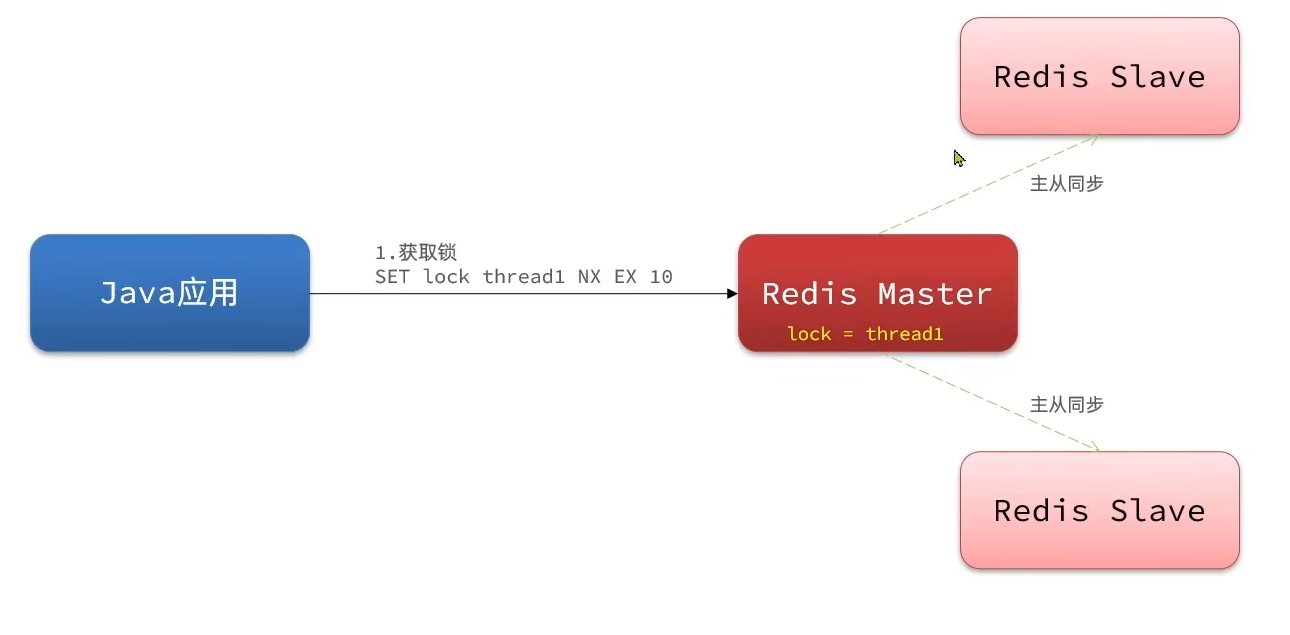 Redis Slave
主从同步
1.获取锁
SET lock thread1 NX EX 10
Java应用
Redis Master
lock = thread1
主从同步
Redis Slave